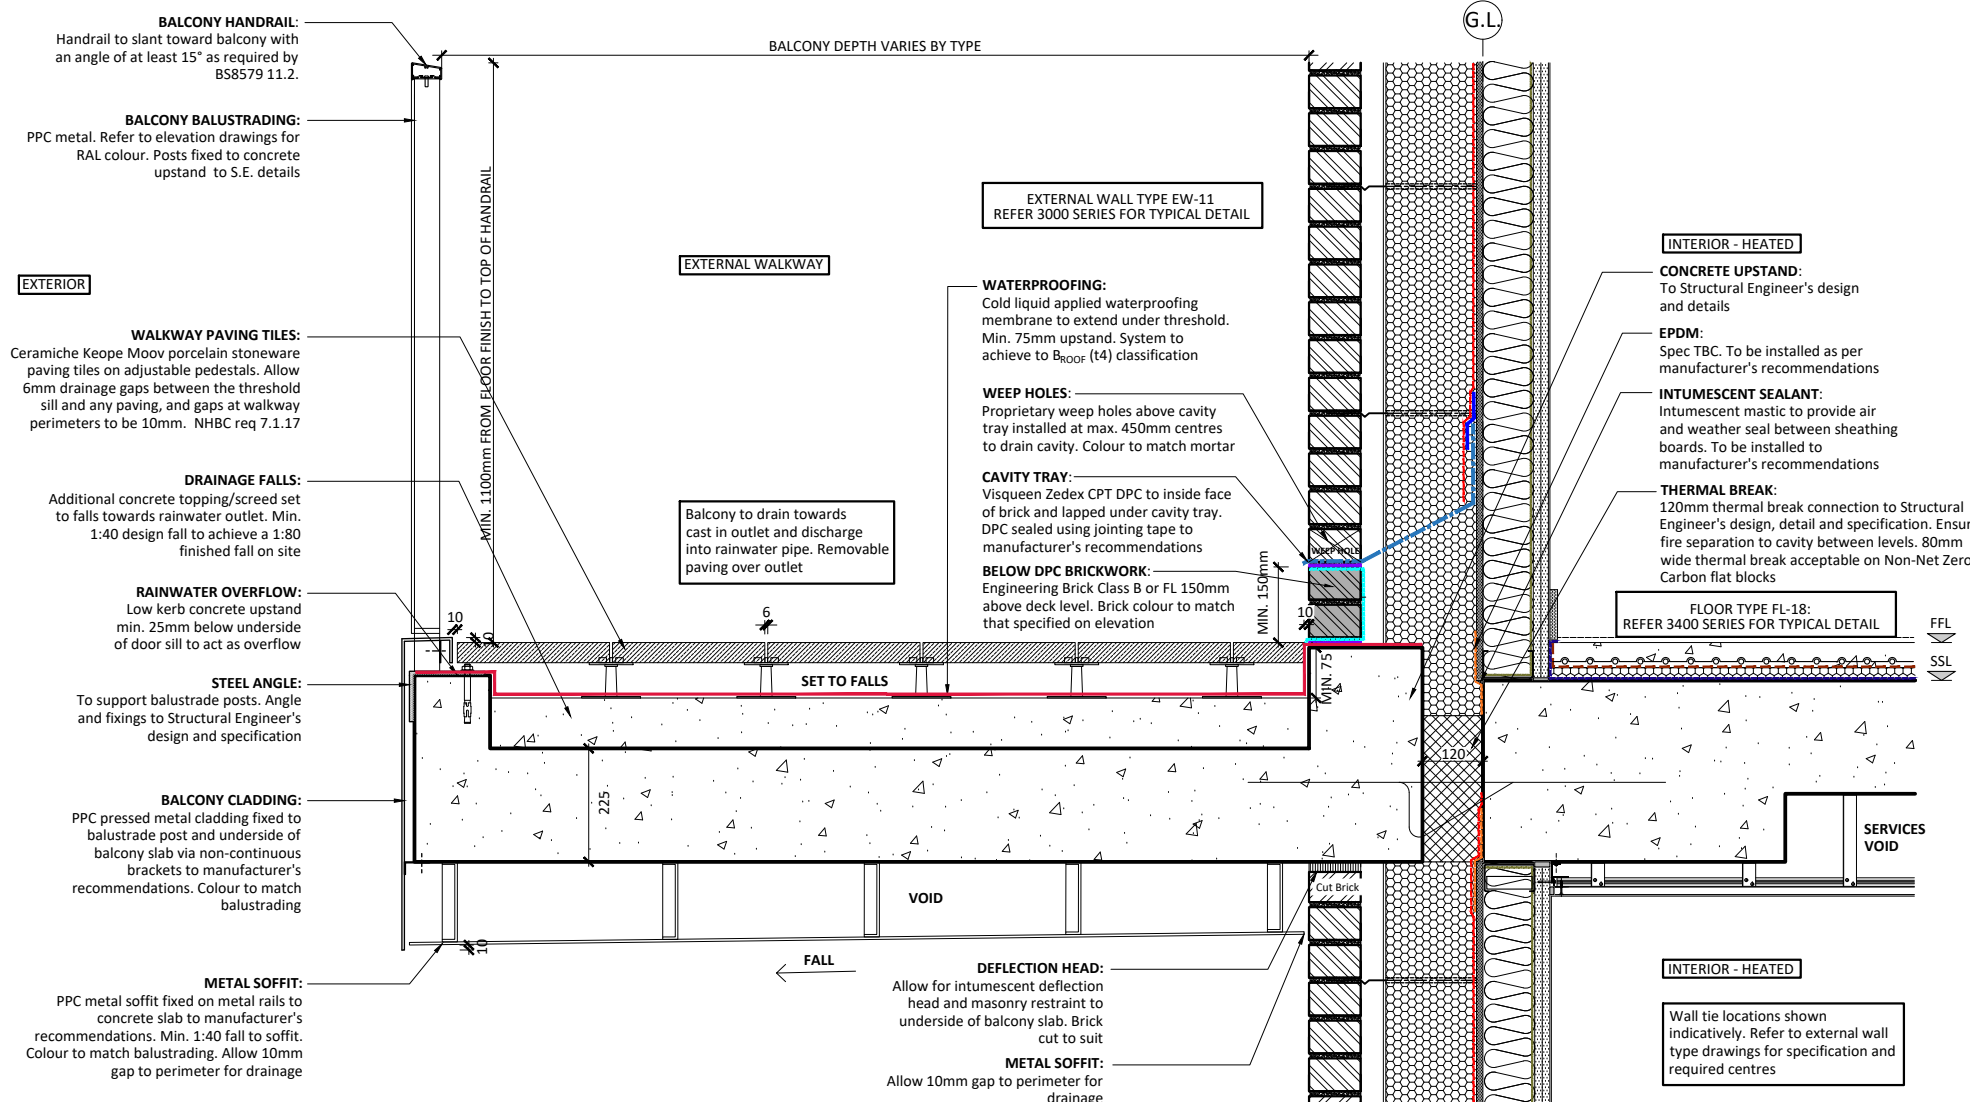 BALCONY HANDRAIL:
Handrail to slant toward balcony with
an angle of at least 15° as required by
BS8579 11.2.
BALCONY BALUSTRADING:
PPC metal. Refer to elevation drawings for
RAL colour. Posts fixed to concrete
upstand to S.E. details
EXTERIOR
WALKWAY PAVING TILES:
Ceramiche Keope Moov porcelain stoneware
paving tiles on adjustable pedestals. Allow
6mm drainage gaps between the threshold
sill and any paving, and gaps at walkway
perimeters to be 10mm. NHBC req 7.1.17
DRAINAGE FALLS:
Additional concrete topping/screed set
to falls towards rainwater outlet. Min.
1:40 design fall to achieve a 1:80
finished fall on site
RAINWATER OVERFLOW:
Low kerb concrete upstand
min. 25mm below underside
of door sill to act as overflow
STEEL ANGLE:
To support balustrade posts. Angle
and fixings to Structural Engineer's
design and specification
BALCONY CLADDING:
PPC pressed metal cladding fixed to
balustrade post and underside of
balcony slab via non-continuous
brackets to manufacturer's
recommendations. Colour to match
balustrading
METAL SOFFIT:
PPC metal soffit fixed on metal rails to
concrete slab to manufacturer's
recommendations. Min. 1:40 fall to soffit.
Colour to match balustrading. Allow 10mm
gap to perimeter for drainage
BALCONY DEPTH VARIES BY TYPE
MIN. 1100mm FROM FLOOR FINISH TO TOP OF HANDRAIL
EXTERNAL WALKWAY
EXTERNAL WALL TYPE EW-11
REFER 3000 SERIES FOR TYPICAL DETAIL
WATERPROOFING:
Cold liquid applied waterproofing
membrane to extend under threshold.
Min. 75mm upstand. System to
achieve to BROOF (t4) classification
WEEP HOLES:
Proprietary weep holes above cavity
tray installed at max. 450mm centres
to drain cavity. Colour to match mortar
CAVITY TRAY:
Visqueen Zedex CPT DPC to inside face
of brick and lapped under cavity tray.
DPC sealed using jointing tape to
manufacturer's recommendations
BELOW DPC BRICKWORK:
Engineering Brick Class B or FL 150mm
above deck level. Brick colour to match
that specified on elevation
Balcony to drain towards
cast in outlet and discharge
into rainwater pipe. Removable
paving over outlet
WEEP HOLE
MIN. 150mm
10
10
6
10
SET TO FALLS
MIN. 75
225
120
VOID
Cut Brick
10
FALL
DEFLECTION HEAD:
Allow for intumescent deflection
head and masonry restraint to
underside of balcony slab. Brick
cut to suit
METAL SOFFIT:
Allow 10mm gap to perimeter for
drainage
G.L.
INTERIOR - HEATED
CONCRETE UPSTAND:
To Structural Engineer's design
and details
EPDM:
Spec TBC. To be installed as per
manufacturer's recommendations
INTUMESCENT SEALANT:
Intumescent mastic to provide air
and weather seal between sheathing
boards. To be installed to
manufacturer's recommendations
THERMAL BREAK:
120mm thermal break connection to Structural
Engineer's design, detail and specification. Ensur
fire separation to cavity between levels. 80mm
wide thermal break acceptable on Non-Net Zero
Carbon flat blocks
FLOOR TYPE FL-18:
REFER 3400 SERIES FOR TYPICAL DETAIL
FFL
SSL
SERVICES
VOID
INTERIOR - HEATED
Wall tie locations shown
indicatively. Refer to external wall
type drawings for specification and
required centres